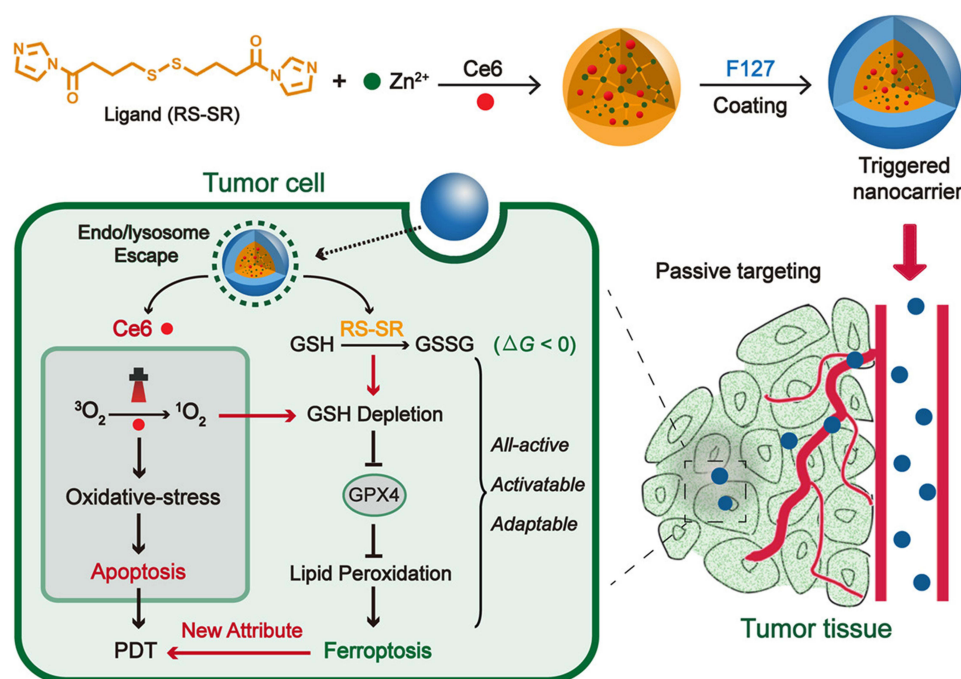 N
N
O
S
S
O
N
N
Ligand (RS-SR)
+
Zn²⁺
Ce6
F127
Coating
Triggered
nanocarrier
Tumor cell
Endo/lysosome
Escape
Passive targeting
Ce6
RS-SR
GSH
GSSG
(ΔG < 0)
³O₂
¹O₂
GSH Depletion
All-active
Activatable
Adaptable
GPX4
Oxidative-stress
Apoptosis
Lipid Peroxidation
PDT
New Attribute
Ferroptosis
Tumor tissue